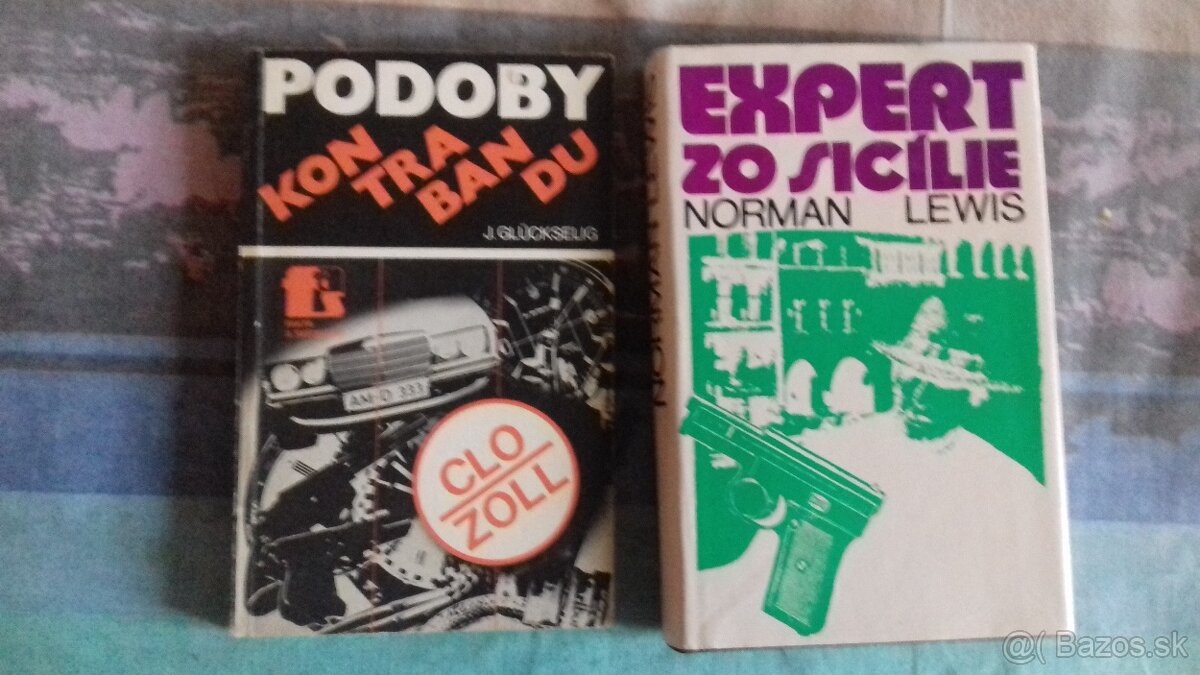 PODOBY
KON
TRA
BAN
DU
J. GLÜCKSELIG
AM-D 333
CLO
ZOLL
EXPERT
ZO SICÍLIE
NORMAN LEWIS
@( Bazos.sk